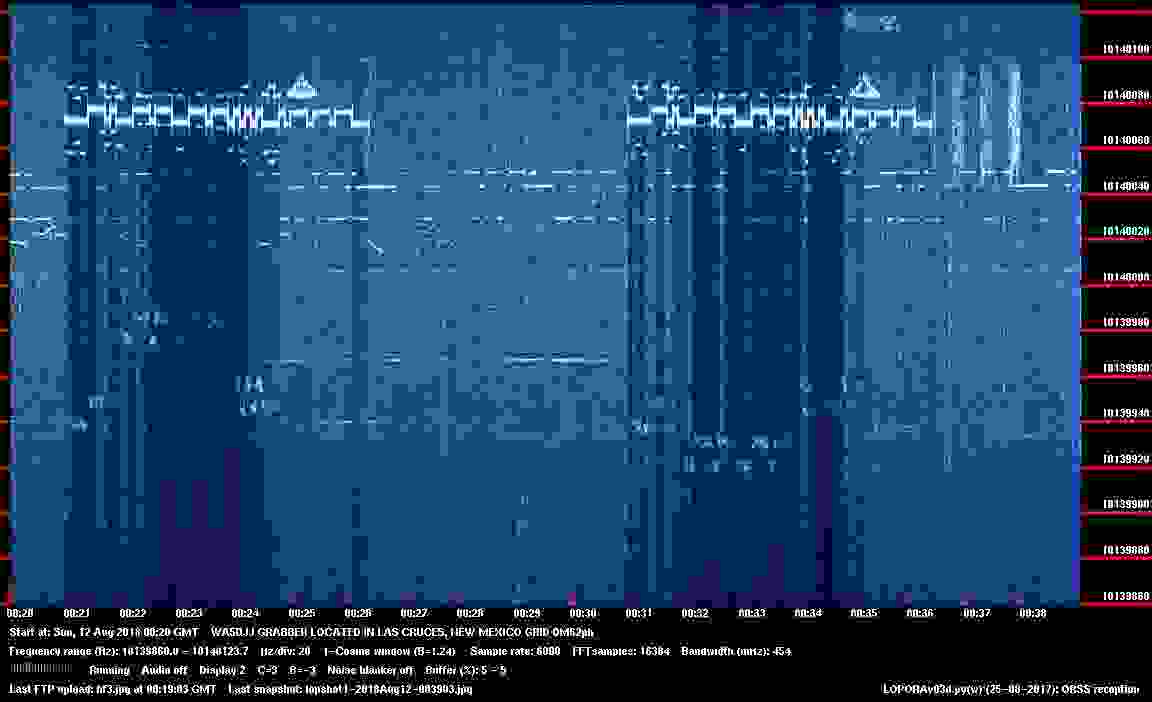 10140100
10140080
10140060
10140040
10140020
10140000
10139980
10139960
10139940
10139920
10139900
10139880
10139860
00:20 00:21 00:22 00:23 00:24 00:25 00:26 00:27 00:28 00:29 00:30 00:31 00:32 00:33 00:34 00:35 00:36 00:37 00:38
Start at: Sun, 12 Aug 2018 00:20 GMT WA5DJJ GRABBER LOCATED IN LAS CRUCES, NEW MEXICO GRID DM62ph
Frequency range (Hz): 10139860.0 - 10140123.7 Hz/div: 20 1-Cosine window (B=1.24) Sample rate: 6000 FFTsamples: 16384 Bandwidth (mHz): 454
Running Audio off Display 2 C=3 B=-3 Noise blanker off Buffer (%): 5 - 5
Last FTP upload: hf3.jpg at 00:19:03 GMT Last snapshot: lopshot1-2018Aug12-003903.jpg
LOPORAv03d.py(w) (25-08-2017): QRSS reception